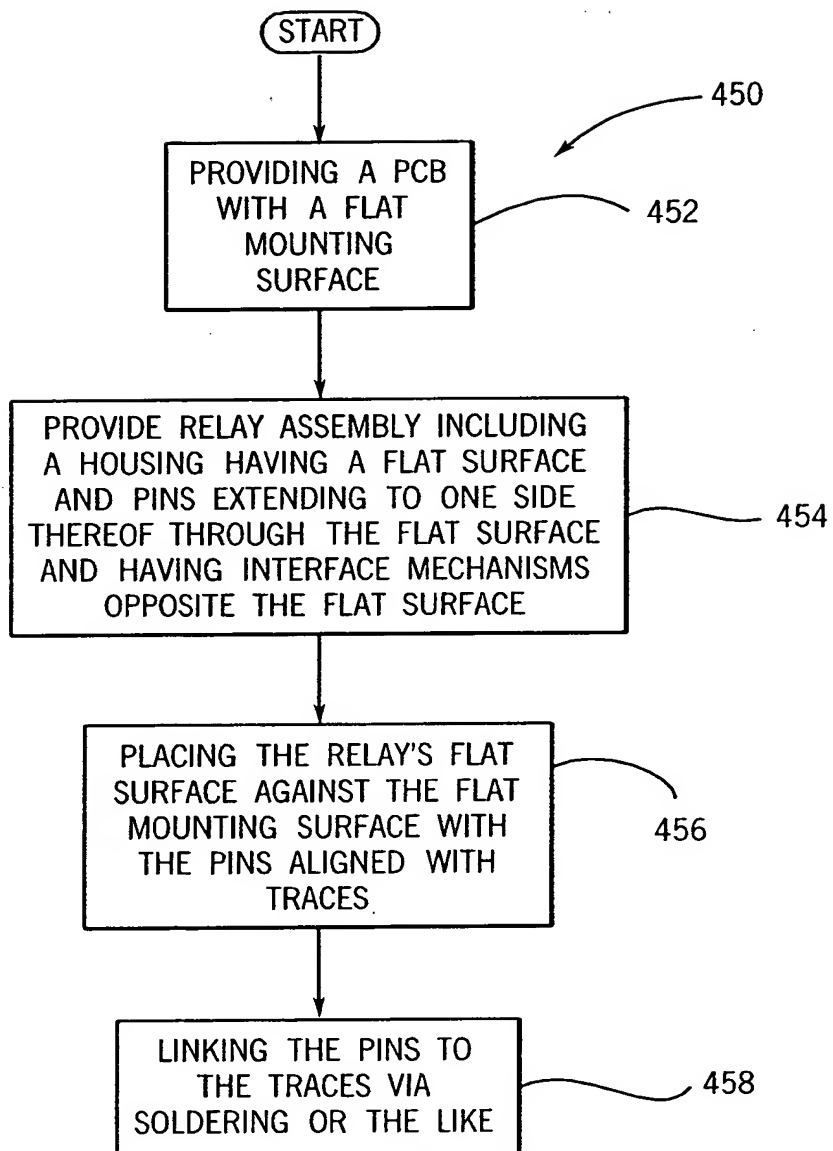 START
450
PROVIDING A PCB
WITH A FLAT
MOUNTING
SURFACE
452
PROVIDE RELAY ASSEMBLY INCLUDING
A HOUSING HAVING A FLAT SURFACE
AND PINS EXTENDING TO ONE SIDE
THEREOF THROUGH THE FLAT SURFACE
AND HAVING INTERFACE MECHANISMS
OPPOSITE THE FLAT SURFACE.
454
PLACING THE RELAY'S FLAT
SURFACE AGAINST THE FLAT
MOUNTING SURFACE WITH
THE PINS ALIGNED WITH
TRACES.
456
LINKING THE PINS TO
THE TRACES VIA
SOLDERING OR THE LIKE
458